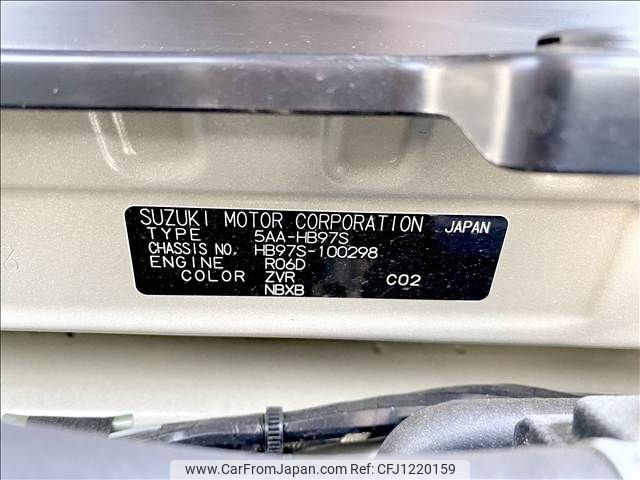 SUZUKI MOTOR CORPORATION JAPAN
TYPE 5AA-HB97S
CHASSIS NO. HB97S-100298
ENGINE R06D
COLOR ZVR C02
NBXB
www.CarFromJapan.com | CFJ1220159